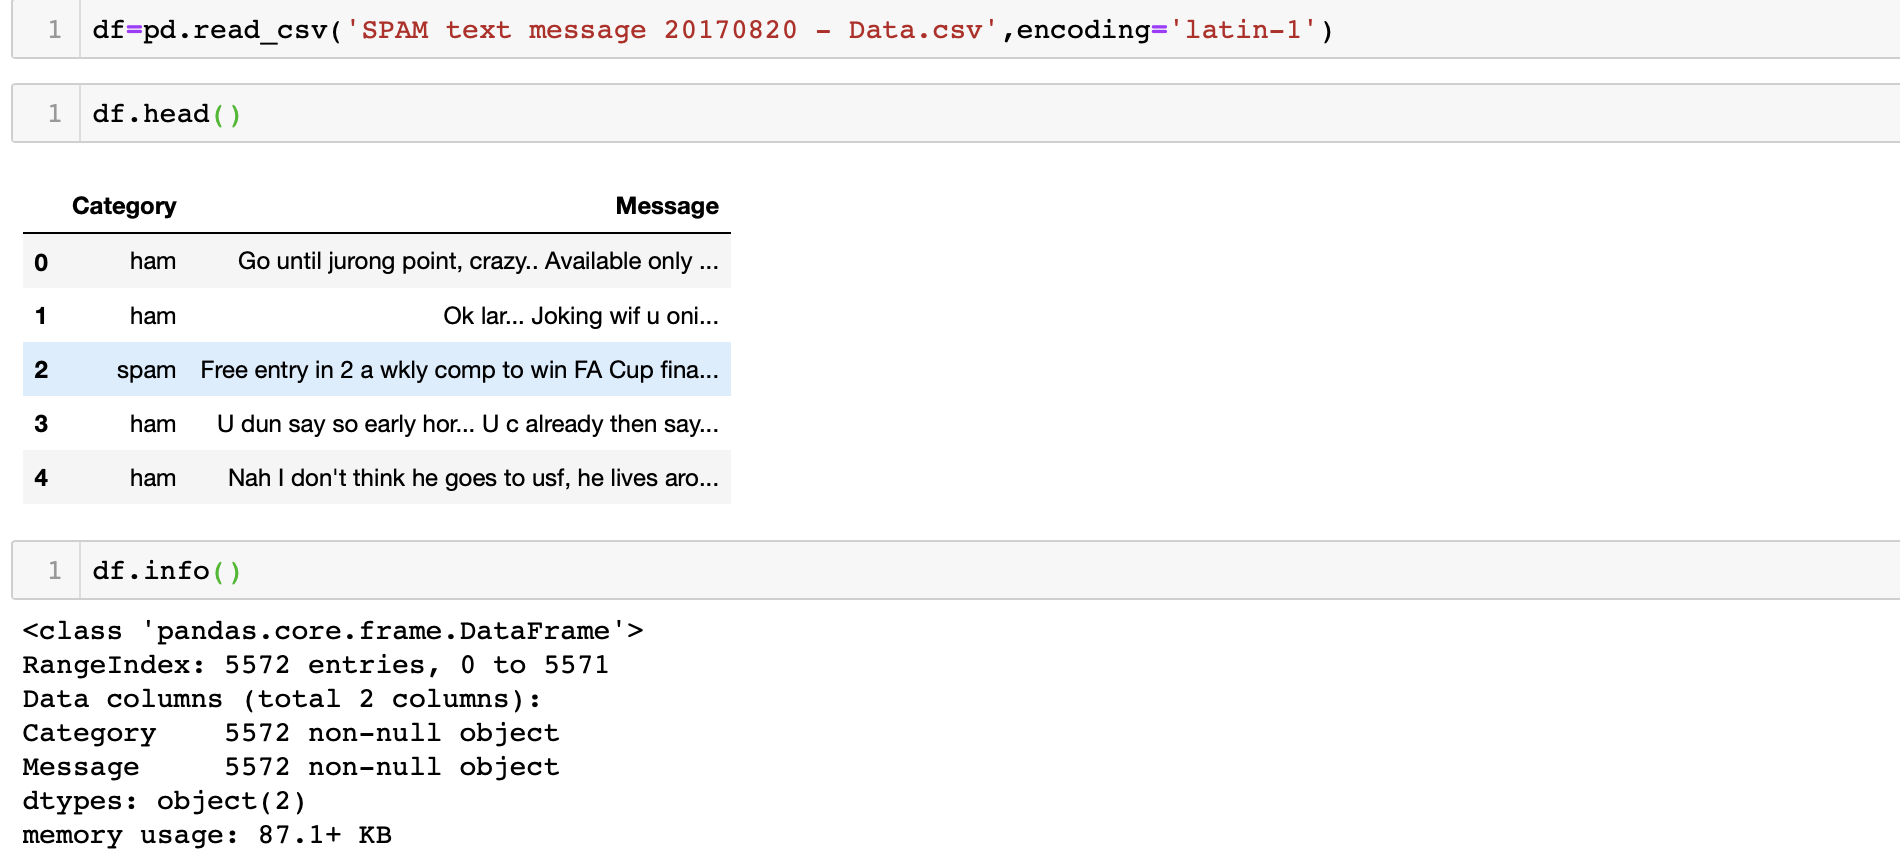 1 df=pd.read_csv('SPAM text message 20170820 - Data.csv',encoding='latin-1')
1 df.head()
Category Message
0 ham Go until jurong point, crazy.. Available only ...
1 ham Ok lar... Joking wif u oni...
2 spam Free entry in 2 a wkly comp to win FA Cup fina...
3 ham U dun say so early hor... U c already then say...
4 ham Nah I don't think he goes to usf, he lives aro...
1 df.info()
<class 'pandas.core.frame.DataFrame'>
RangeIndex: 5572 entries, 0 to 5571
Data columns (total 2 columns):
Category    5572 non-null object
Message     5572 non-null object
dtypes: object(2)
memory usage: 87.1+ KB